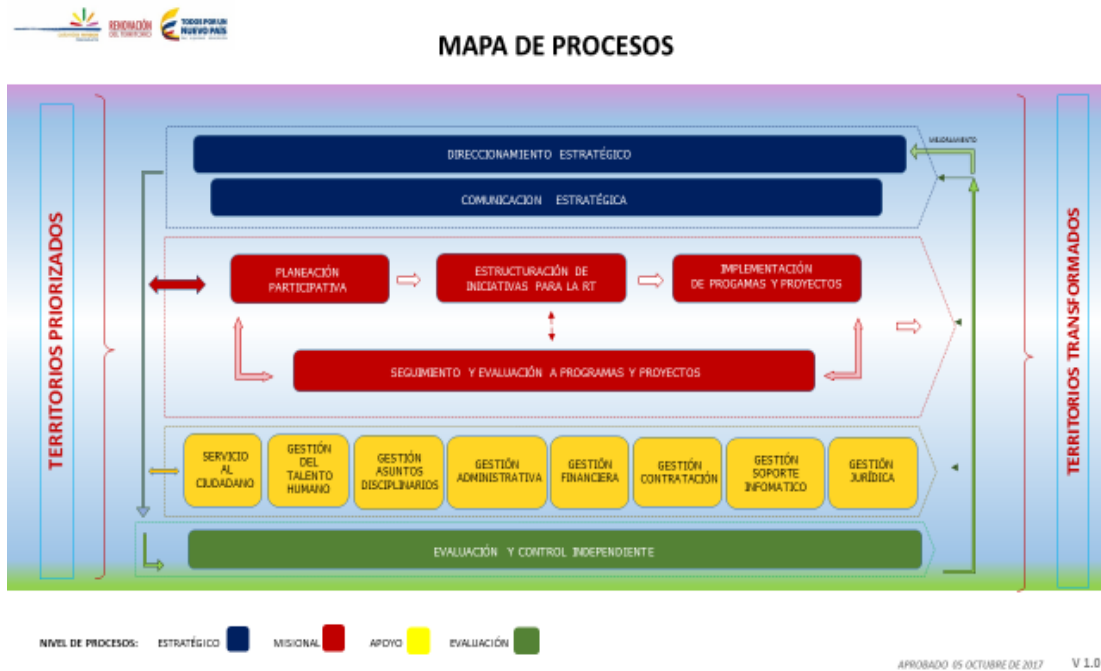 RENOVACIÓN
DEL TERRITORIO
TODOS POR UN
NUEVO PAÍS
MAPA DE PROCESOS
TERRITORIOS PRIORIZADOS
MEJORAMIENTO
DIRECCIONAMIENTO ESTRATÉGICO
COMUNICACION ESTRATÉGICA
PLANEACIÓN
PARTICIPATIVA
ESTRUCTURACIÓN DE
INICIATIVAS PARA LA RT
IMPLEMENTACIÓN
DE PROGAMAS Y PROYECTOS
SEGUIMIENTO Y EVALUACIÓN A PROGRAMAS Y PROYECTOS
SERVICIO
AL
CIUDADANO
GESTIÓN
DEL
TALENTO
HUMANO
GESTIÓN
ASUNTOS
DISCIPLINARIOS
GESTIÓN
ADMINISTRATIVA
GESTIÓN
FINANCIERA
GESTIÓN
CONTRATACIÓN
GESTIÓN
SOPORTE
INFOMATICO
GESTIÓN
JURÍDICA
EVALUACIÓN Y CONTROL INDEPENDIENTE
TERRITORIOS TRANSFORMADOS
NIVEL DE PROCESOS: ESTRATÉGICO MISIONAL APOYO EVALUACIÓN
APROBADO 05 OCTUBRE DE 2017 V 1.0